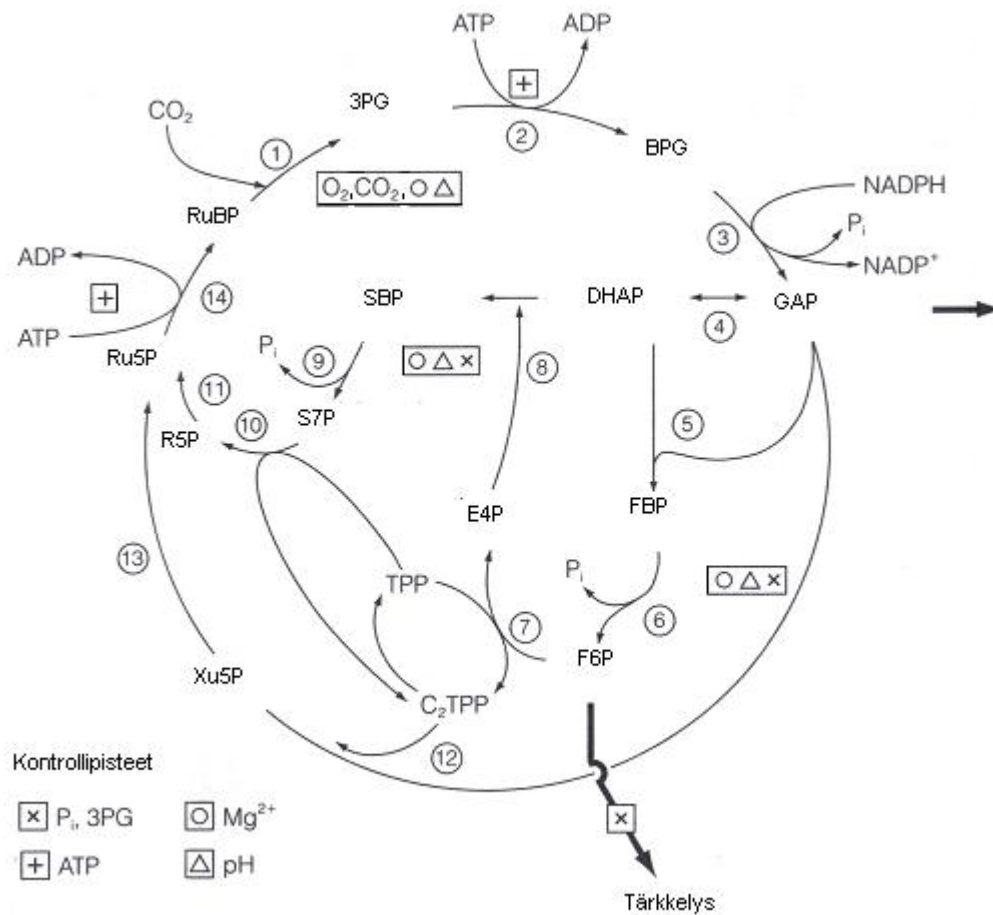 ATP ADP
3PG
+
CO₂
②
①
BPG
O₂,CO₂, ○ △
NADPH
RuBP
③
Pᵢ
ADP
NADP⁺
+
⑭
SBP
DHAP
GAP
④
ATP
Ru5P
Pᵢ
⑨
○ △ ×
⑧
⑪
S7P
⑤
R5P
⑩
E4P
FBP
⑬
TPP
Pᵢ
○ △ ×
⑦
⑥
F6P
Xu5P
C₂TPP
⑫
Kontrollipisteet
× Pᵢ, 3PG ○ Mg²⁺
×
+ ATP △ pH
Tärkkelys